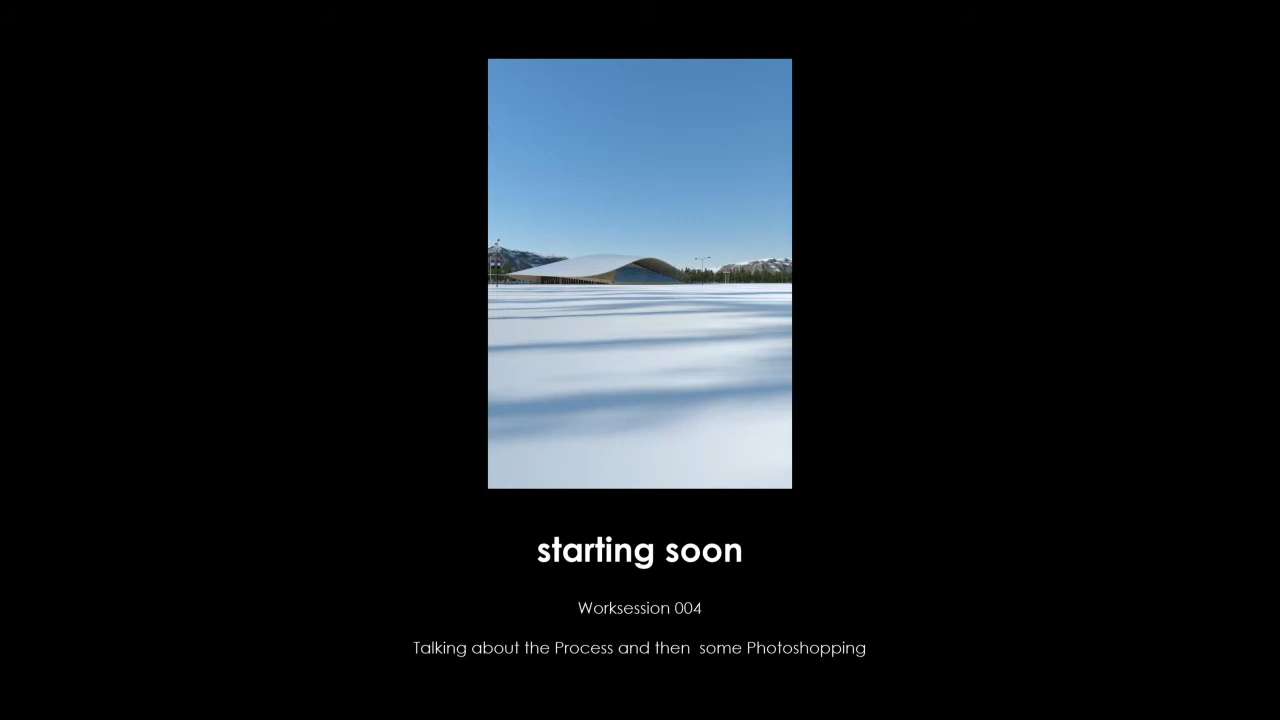 starting soon
Worksession 004
Talking about the Process and then  some Photoshopping